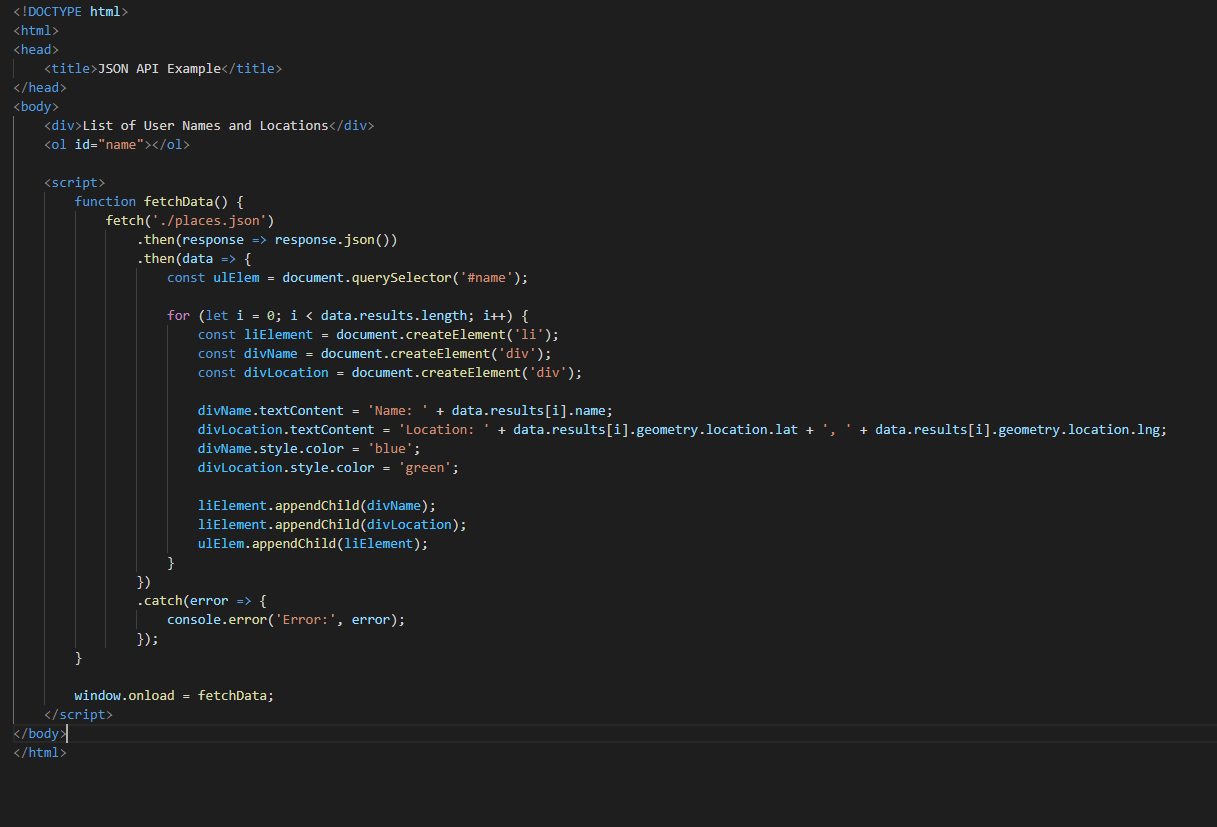 <!DOCTYPE html>
<html>
<head>
    <title>JSON API Example</title>
</head>
<body>
    <div>List of User Names and Locations</div>
    <ol id="name"></ol>

    <script>
        function fetchData() {
            fetch('./places.json')
                .then(response => response.json())
                .then(data => {
                    const ulElem = document.querySelector('#name');

                    for (let i = 0; i < data.results.length; i++) {
                        const liElement = document.createElement('li');
                        const divName = document.createElement('div');
                        const divLocation = document.createElement('div');

                        divName.textContent = 'Name: ' + data.results[i].name;
                        divLocation.textContent = 'Location: ' + data.results[i].geometry.location.lat + ', ' + data.results[i].geometry.location.lng;
                        divName.style.color = 'blue';
                        divLocation.style.color = 'green';

                        liElement.appendChild(divName);
                        liElement.appendChild(divLocation);
                        ulElem.appendChild(liElement);
                    }
                })
                .catch(error => {
                    console.error('Error:', error);
                });
        }

        window.onload = fetchData;
    </script>
</body>
</html>